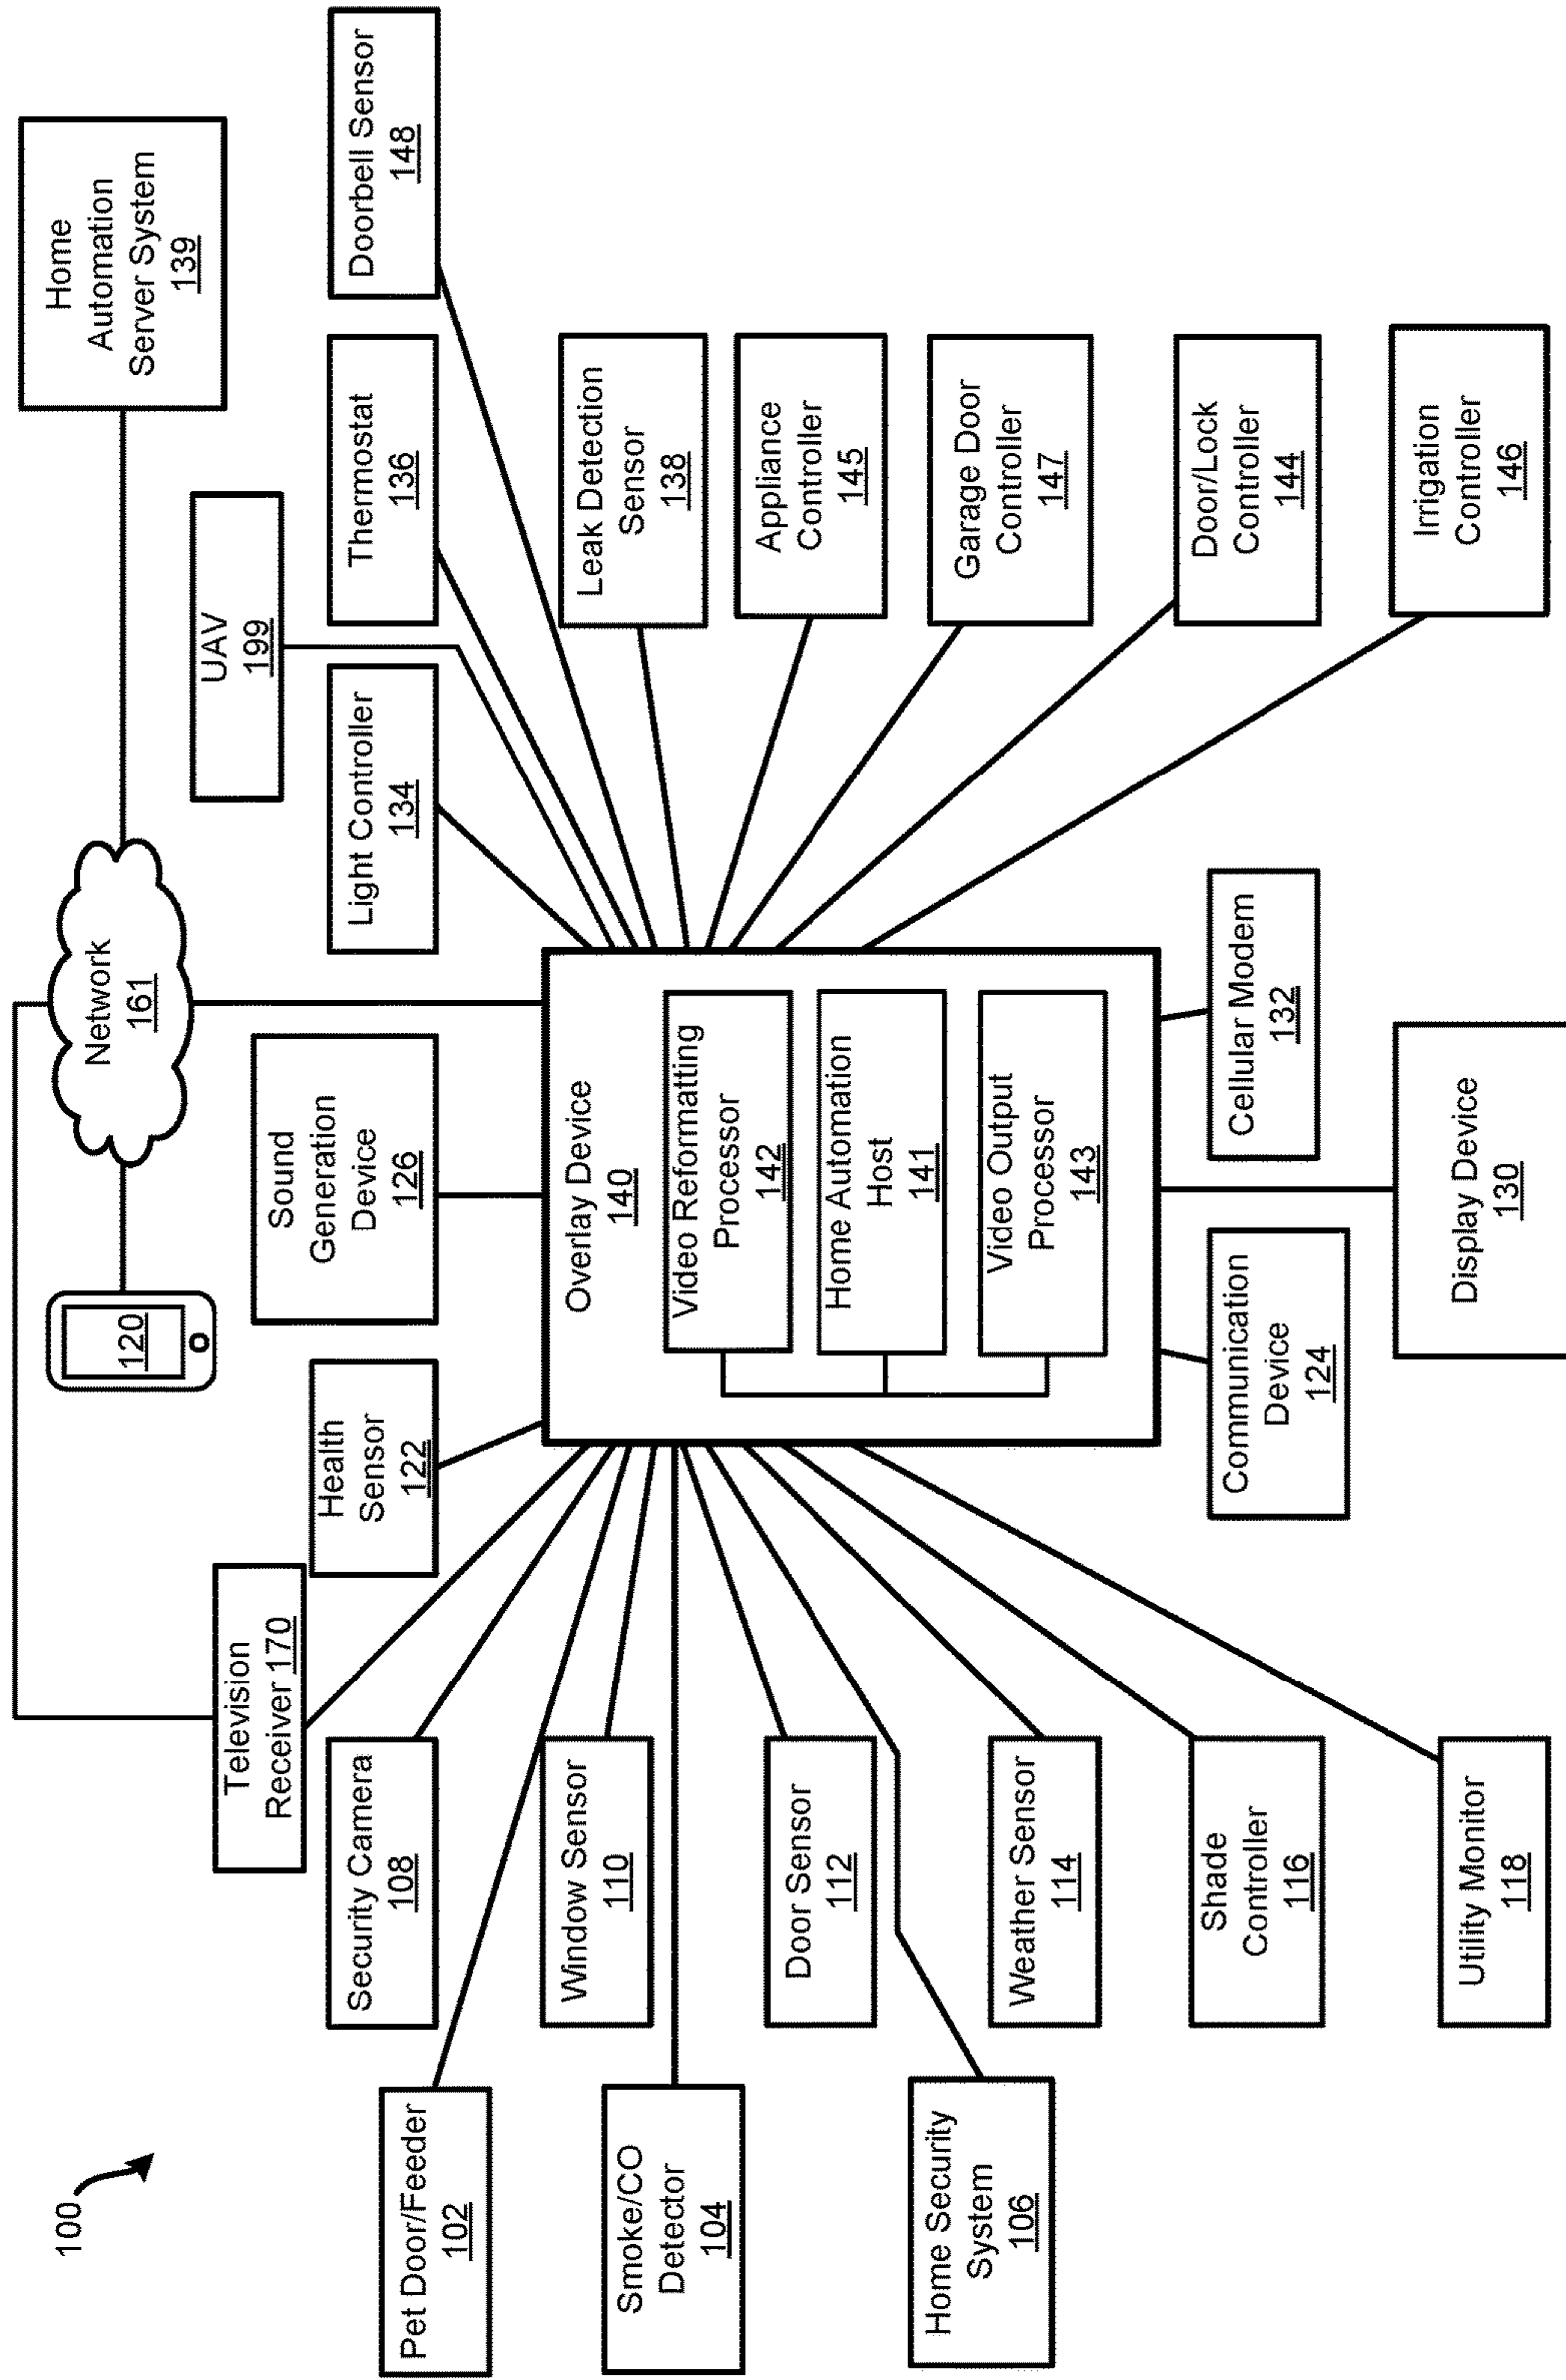 100
Pet Door/Feeder
102
Smoke/CO
Detector
104
Home Security
System
106
Television
Receiver 170
Security Camera
108
Window Sensor
110
Door Sensor
112
Weather Sensor
114
Shade
Controller
116
Utility Monitor
118
120
Health
Sensor
122
Sound
Generation
Device
126
Network
161
Home
Automation
Server System
139
Overlay Device
140
Video Reformatting
Processor
142
Home Automation
Host
141
Video Output
Processor
143
Communication
Device
124
Cellular Modem
132
Display Device
130
UAV
199
Light Controller
134
Thermostat
136
Doorbell Sensor
148
Leak Detection
Sensor
138
Appliance
Controller
145
Garage Door
Controller
147
Door/Lock
Controller
144
Irrigation
Controller
146